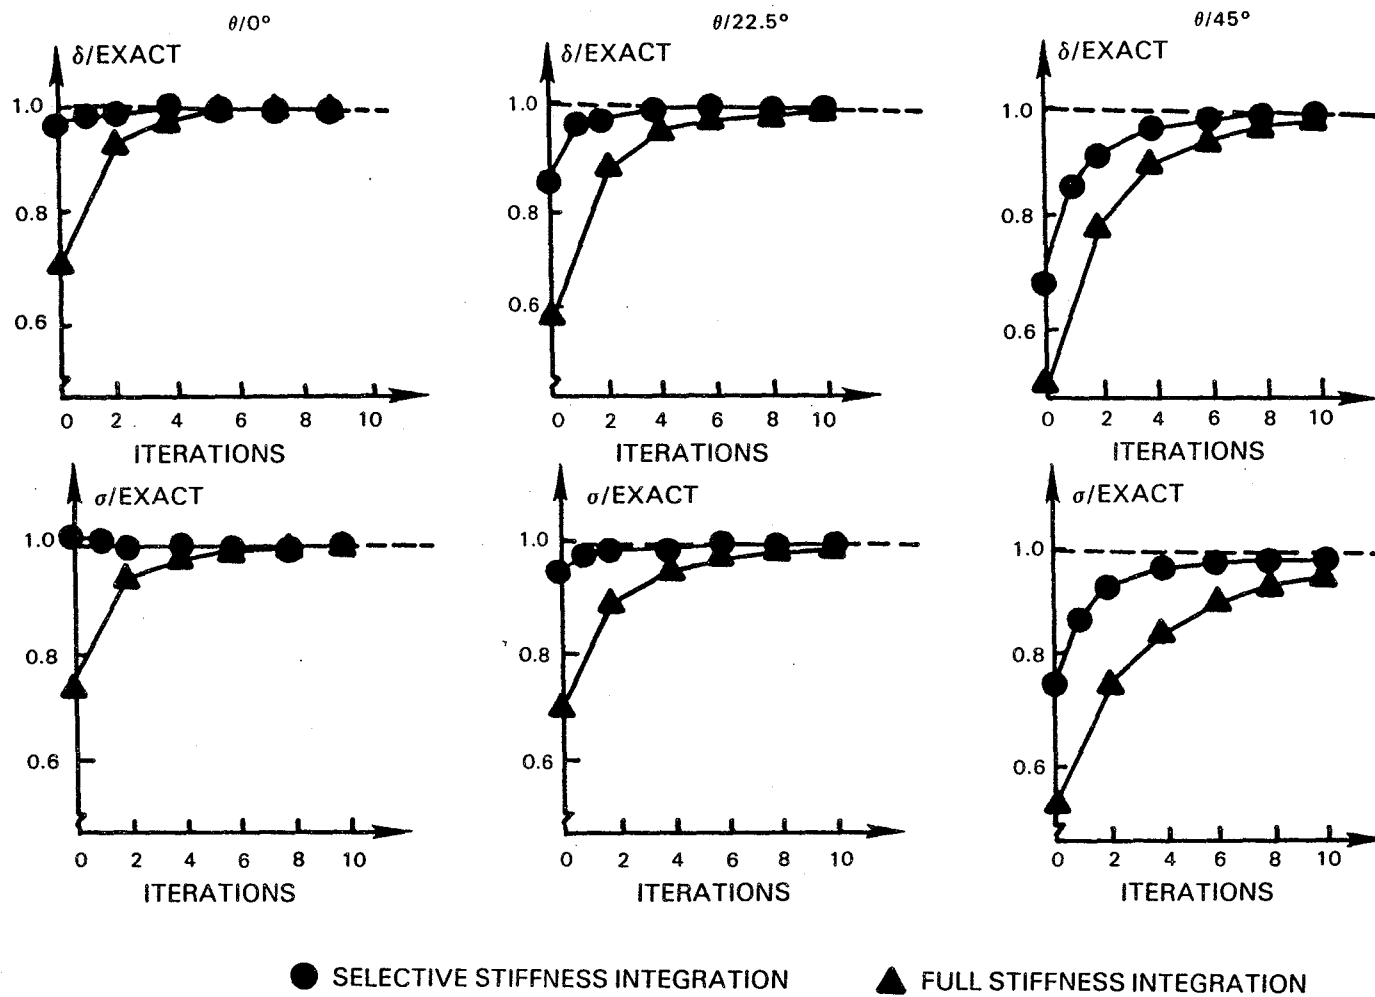 θ/0°
θ/22.5°
θ/45°
δ/EXACT
1.0
0.8
0.6
0 2 4 6 8 10
ITERATIONS
δ/EXACT
1.0
0.8
0.6
0 2 4 6 8 10
ITERATIONS
δ/EXACT
1.0
0.8
0.6
0 2 4 6 8 10
ITERATIONS
σ/EXACT
1.0
0.8
0.6
0 2 4 6 8 10
ITERATIONS
σ/EXACT
1.0
0.8
0.6
0 2 4 6 8 10
ITERATIONS
σ/EXACT
1.0
0.8
0.6
0 2 4 6 8 10
ITERATIONS
SELECTIVE STIFFNESS INTEGRATION
FULL STIFFNESS INTEGRATION